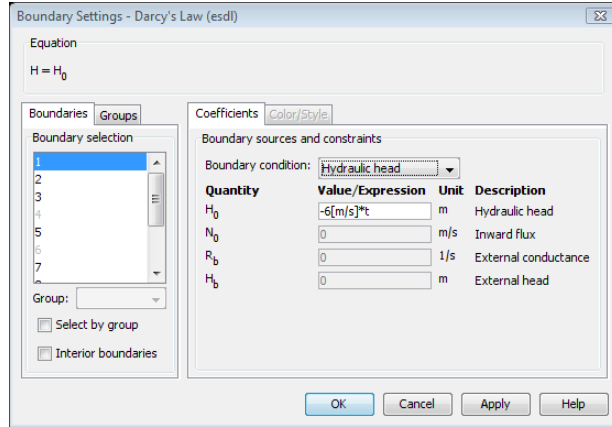 Boundary Settings - Darcy's Law (esdl)
Equation
H = H₀
Boundaries Groups
Boundary selection
1
2
3
4
5
6
7
Group:
Select by group
Interior boundaries
Coefficients Color/Style
Boundary sources and constraints
Boundary condition: Hydraulic head
Quantity Value/Expression Unit Description
H₀ -6[m/s]*t m Hydraulic head
N₀ 0 m/s Inward flux
R_b 0 1/s External conductance
H_b 0 m External head
OK Cancel Apply Help